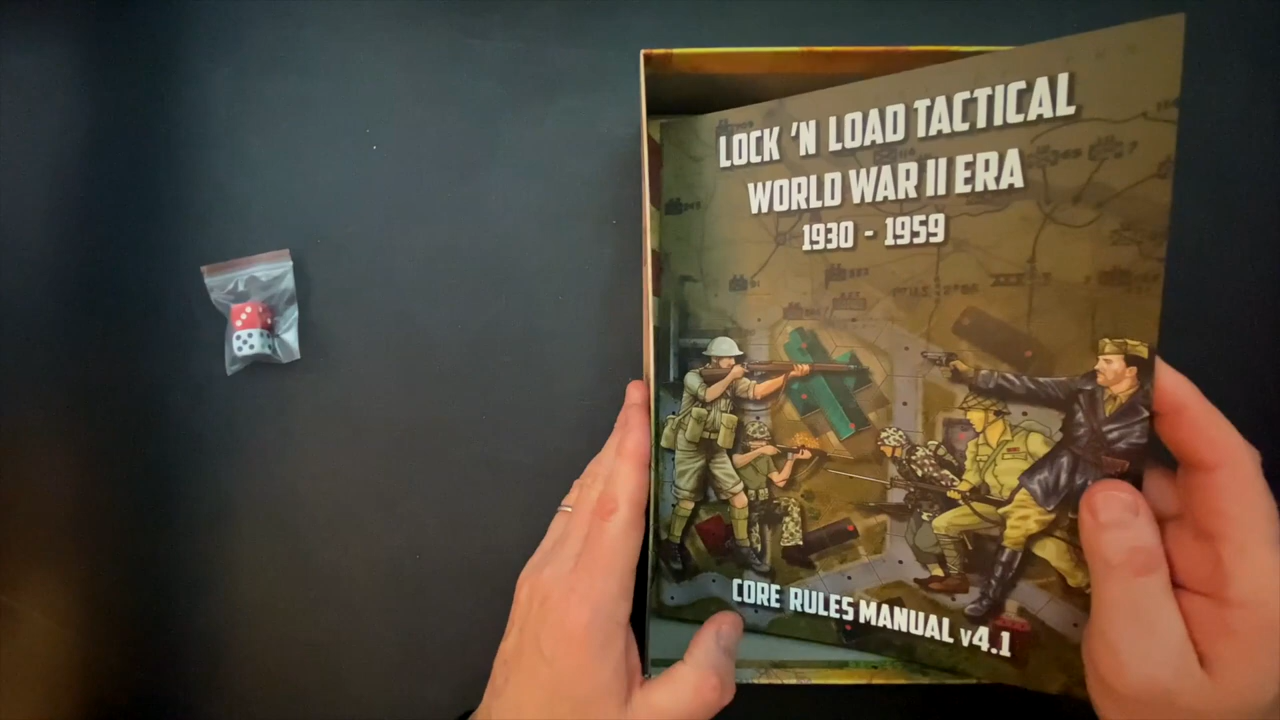 LOCK 'N LOAD TACTICAL
WORLD WAR II ERA
1930 - 1959
CORE RULES MANUAL v4.1